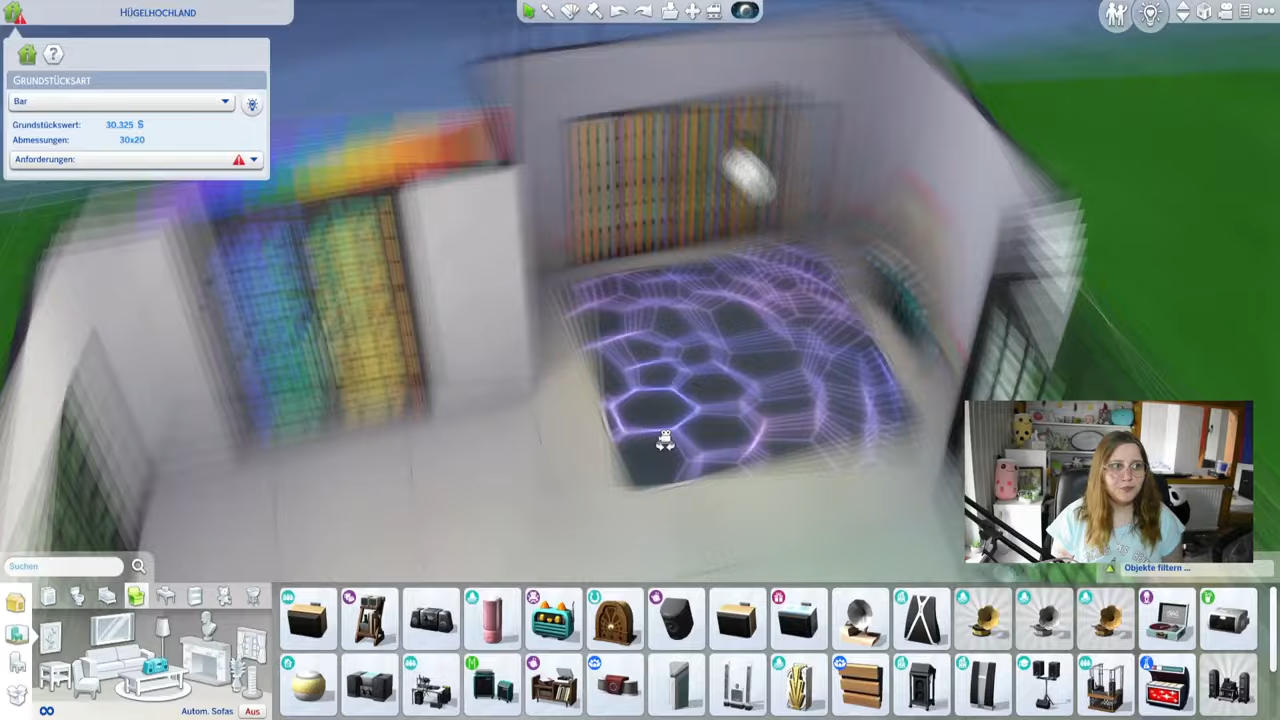 HÜGELHOCHLAND
GRUNDSTÜCKSART
Bar
Grundstückswert: 30.325 $
Abmessungen: 30x20
Anforderungen:
Objekte filtern ...
Suchen
Autom. Sofas Aus